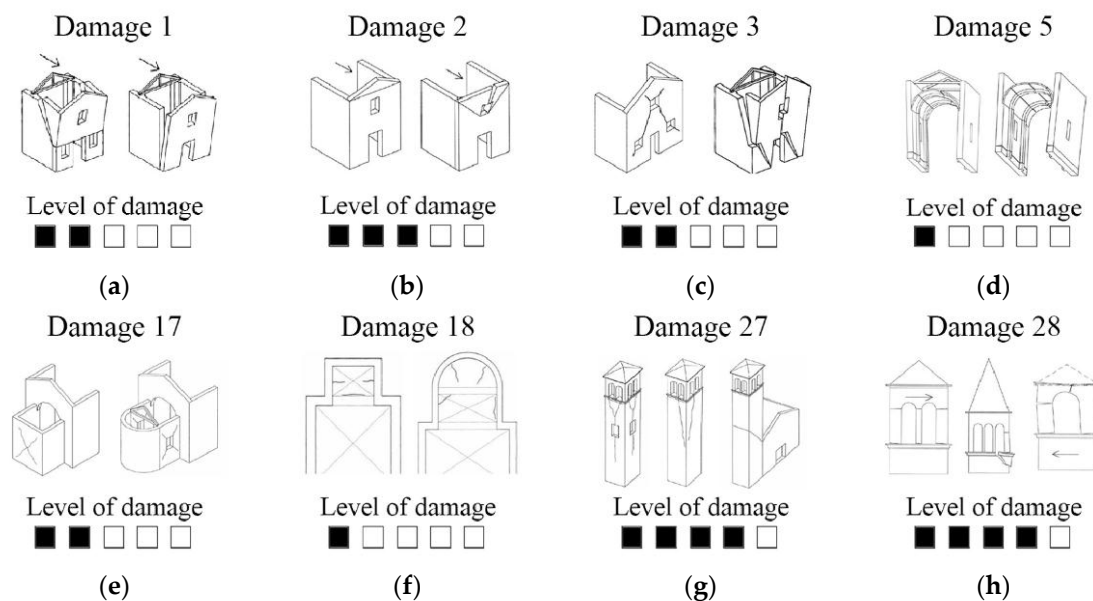 Damage 1
Damage 2
Damage 3
Damage 5
Level of damage
Level of damage
Level of damage
Level of damage
(a)
(b)
(c)
(d)
Damage 17
Damage 18
Damage 27
Damage 28
Level of damage
Level of damage
Level of damage
Level of damage
(e)
(f)
(g)
(h)